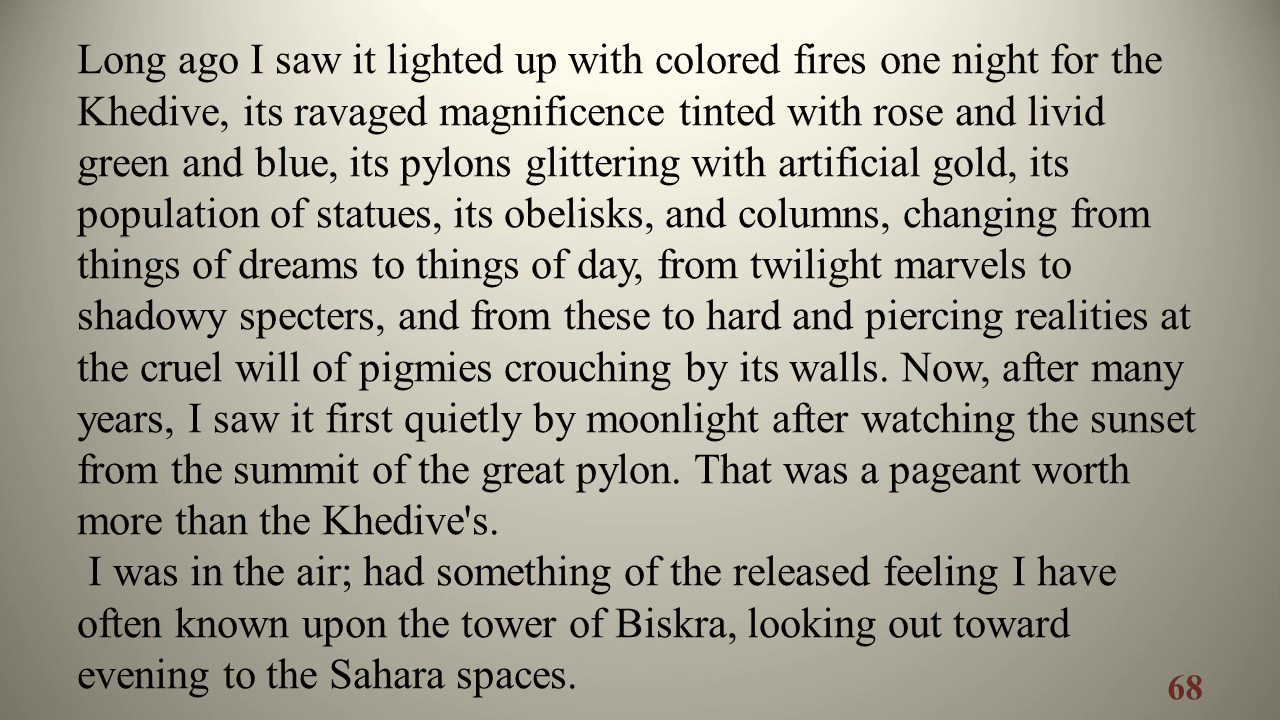 Long ago I saw it lighted up with colored fires one night for the
Khedive, its ravaged magnificence tinted with rose and livid
green and blue, its pylons glittering with artificial gold, its
population of statues, its obelisks, and columns, changing from
things of dreams to things of day, from twilight marvels to
shadowy specters, and from these to hard and piercing realities at
the cruel will of pigmies crouching by its walls. Now, after many
years, I saw it first quietly by moonlight after watching the sunset
from the summit of the great pylon. That was a pageant worth
more than the Khedive's.
I was in the air; had something of the released feeling I have
often known upon the tower of Biskra, looking out toward
evening to the Sahara spaces.
68